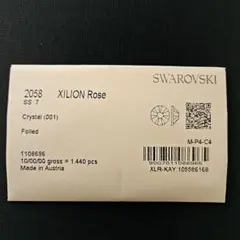 SWAROVSKI
2058 XILION Rose
SS 7
Crystal (001)
Foiled
M-P4-C4
1108696
10/00/00 gross = 1.440 pcs
Made in Austria
XLR-KAY 108586168